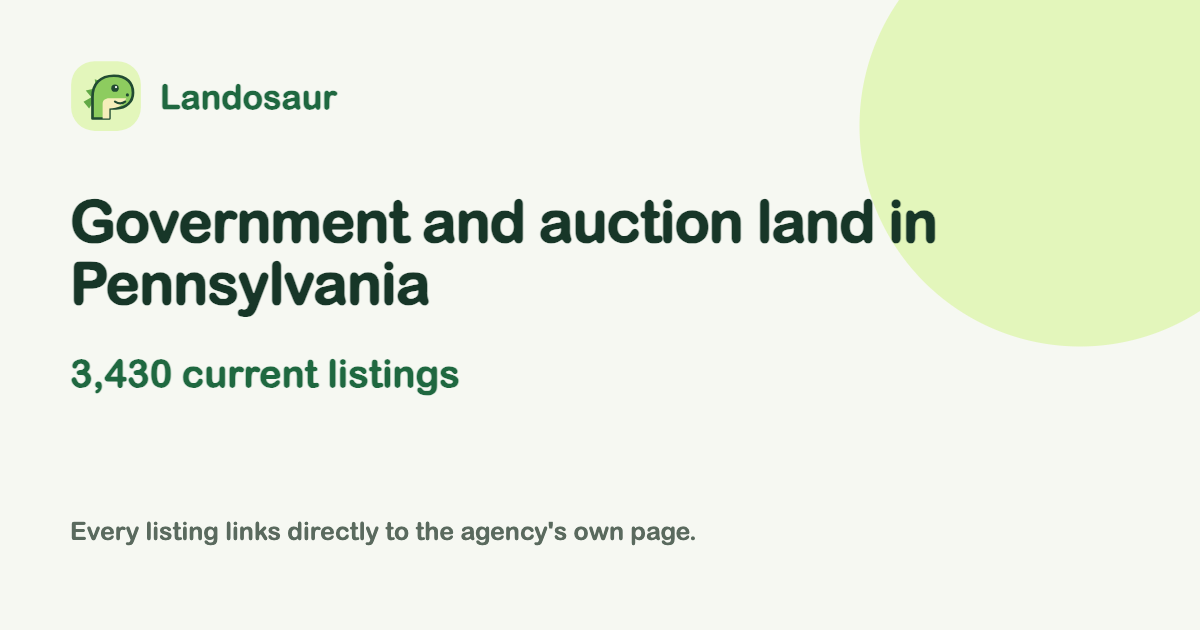 Landosaur
Government and auction land in
Pennsylvania
3,430 current listings
Every listing links directly to the agency's own page.